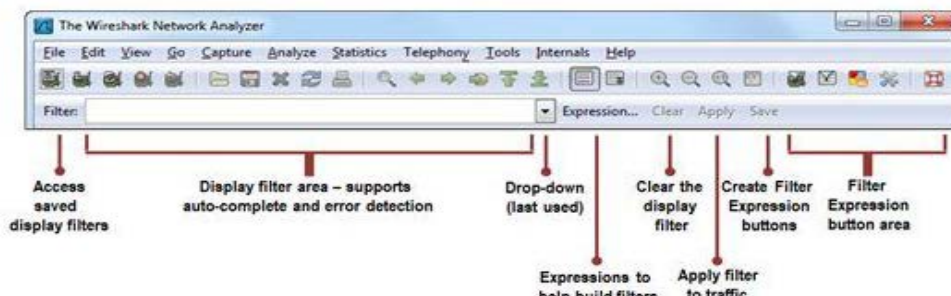 The Wireshark Network Analyzer
File Edit View Go Capture Analyze Statistics Telephony Tools Internals Help
Filter: Expression... Clear Apply Save
Access
saved
display filters
Display filter area – supports
auto-complete and error detection
Drop-down
(last used)
Clear the
display
filter
Create Filter
Expression
buttons
Filter
Expression
button area
Expressions to
help build filters
Apply filter
to traffic